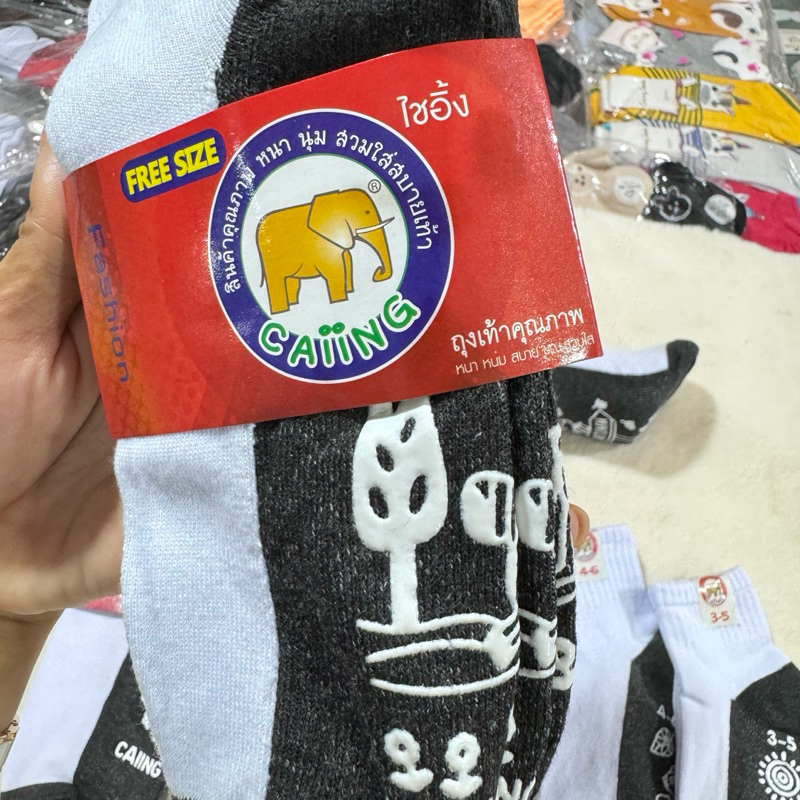 ไชอิ้ง
FREE SIZE
สินค้าคุณภาพ หนา นุ่ม สวมใส่สบายเท้า
®
CAiiNG
Fashion
ถุงเท้าคุณภาพ
4-6
3-5
3-5
CAIING